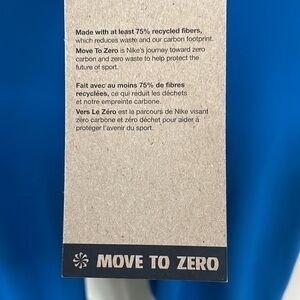 Made with at least 75% recycled fibers,
which reduces waste and our carbon footprint.
Move To Zero is Nike's journey toward zero
carbon and zero waste to help protect the
future of sport.
Fait avec au moins 75% de fibres
recyclées, ce qui réduit les déchets
et notre empreinte carbone.
Vers Le Zéro est le parcours de Nike visant
zéro carbone et zéro déchet pour aider à
protéger l'avenir du sport.
MOVE TO ZERO